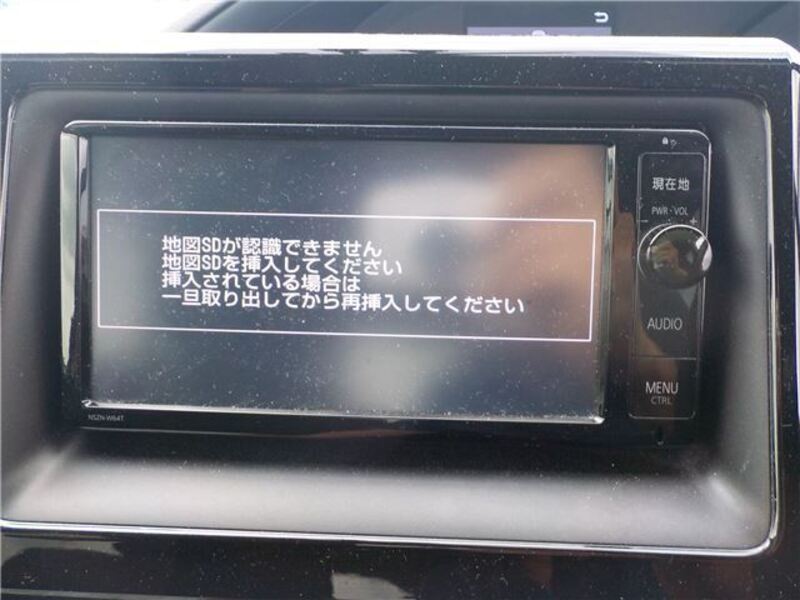 地図SDが認識できません
地図SDを挿入してください
挿入されている場合は
一旦取り出してから再挿入してください
現在地
PWR・VOL
－ ＋
AUDIO
MENU
CTRL
NSZN-W64T